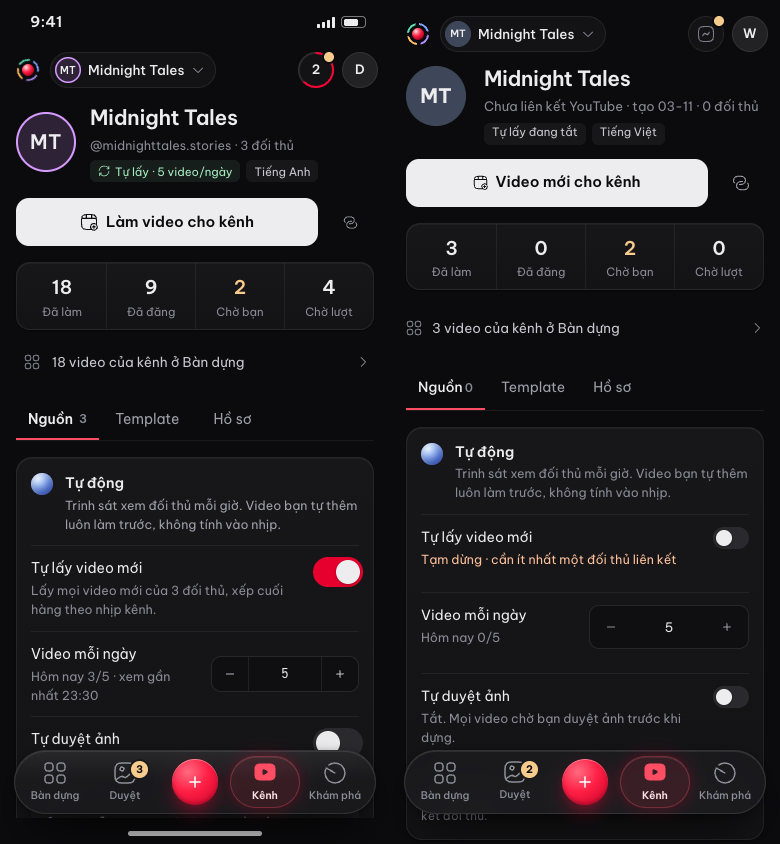 9:41
MT Midnight Tales
2
D
MT
Midnight Tales
@midnighttales.stories · 3 đối thủ
Tự lấy · 5 video/ngày
Tiếng Anh
Làm video cho kênh
18
9
2
4
Đã làm
Đã đăng
Chờ bạn
Chờ lượt
18 video của kênh ở Bàn dựng
Nguồn 3
Template
Hồ sơ
Tự động
Trinh sát xem đối thủ mỗi giờ. Video bạn tự thêm
luôn làm trước, không tính vào nhịp.
Tự lấy video mới
Lấy mọi video mới của 3 đối thủ, xếp cuối
hàng theo nhịp kênh.
Video mỗi ngày
Hôm nay 3/5 · xem gần
nhất 23:30
− 5 +
Tự duyệt ảnh
3
+
Bàn dựng
Duyệt
Kênh
Khám phá
MT Midnight Tales
W
MT
Midnight Tales
Chưa liên kết YouTube · tạo 03-11 · 0 đối thủ
Tự lấy đang tắt
Tiếng Việt
Video mới cho kênh
3
0
2
0
Đã làm
Đã đăng
Chờ bạn
Chờ lượt
3 video của kênh ở Bàn dựng
Nguồn 0
Template
Hồ sơ
Tự động
Trinh sát xem đối thủ mỗi giờ. Video bạn tự thêm
luôn làm trước, không tính vào nhịp.
Tự lấy video mới
Tạm dừng · cần ít nhất một đối thủ liên kết
Video mỗi ngày
Hôm nay 0/5
− 5 +
Tự duyệt ảnh
Tắt. Mọi video chờ bạn duyệt ảnh trước khi
dựng.
2
+
Bàn dựng
Duyệt
Kênh
Khám phá